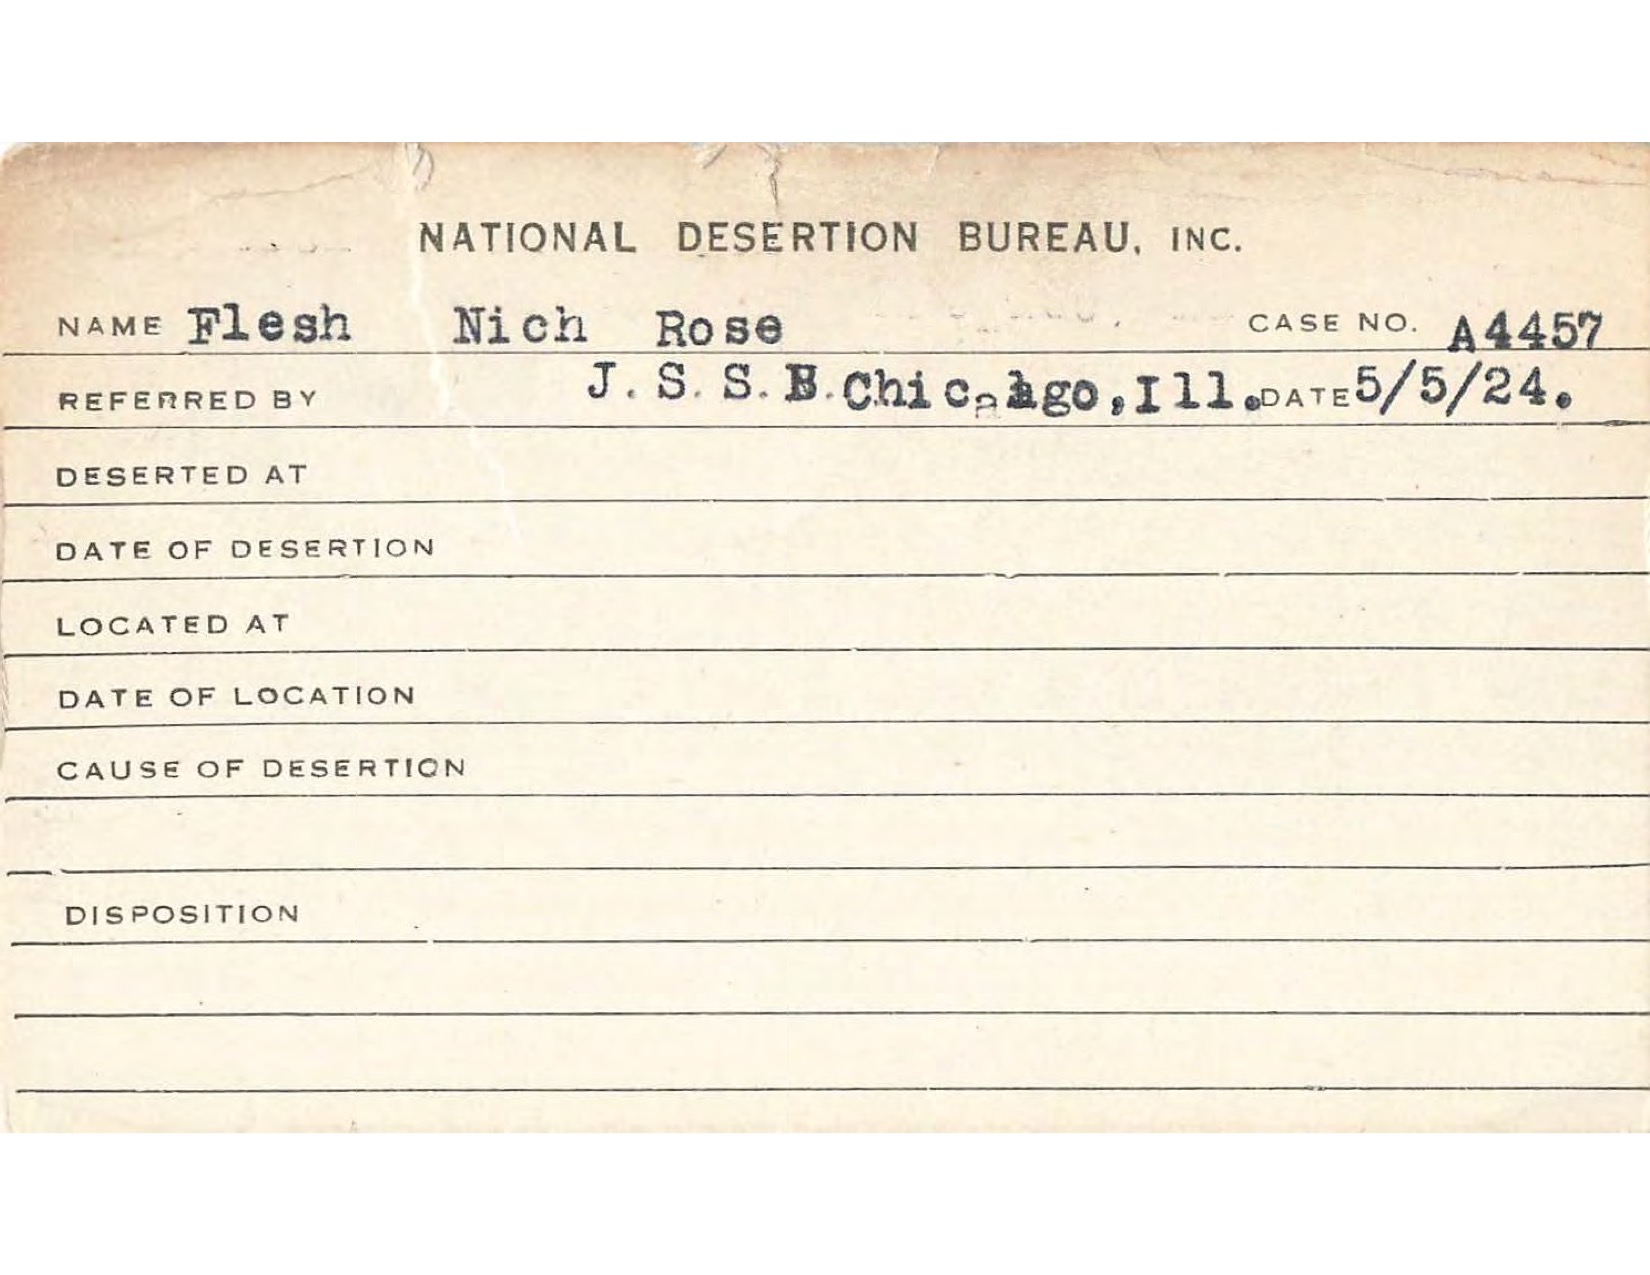 NATIONAL DESERTION BUREAU, INC.
NAME Flesh Nich Rose CASE NO. A4457
REFERRED BY J. S. S. B. Chicago, Ill. DATE 5/5/24.
DESERTED AT
DATE OF DESERTION
LOCATED AT
DATE OF LOCATION
CAUSE OF DESERTION
DISPOSITION